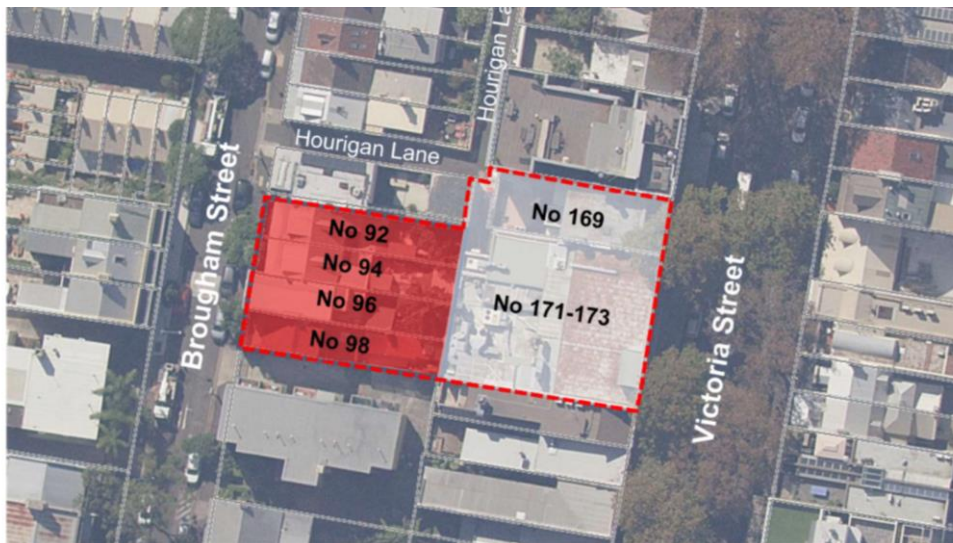 Hourigan La
Hourigan Lane
Brougham Street
No 92
No 94
No 96
No 98
No 169
No 171-173
Victoria Street